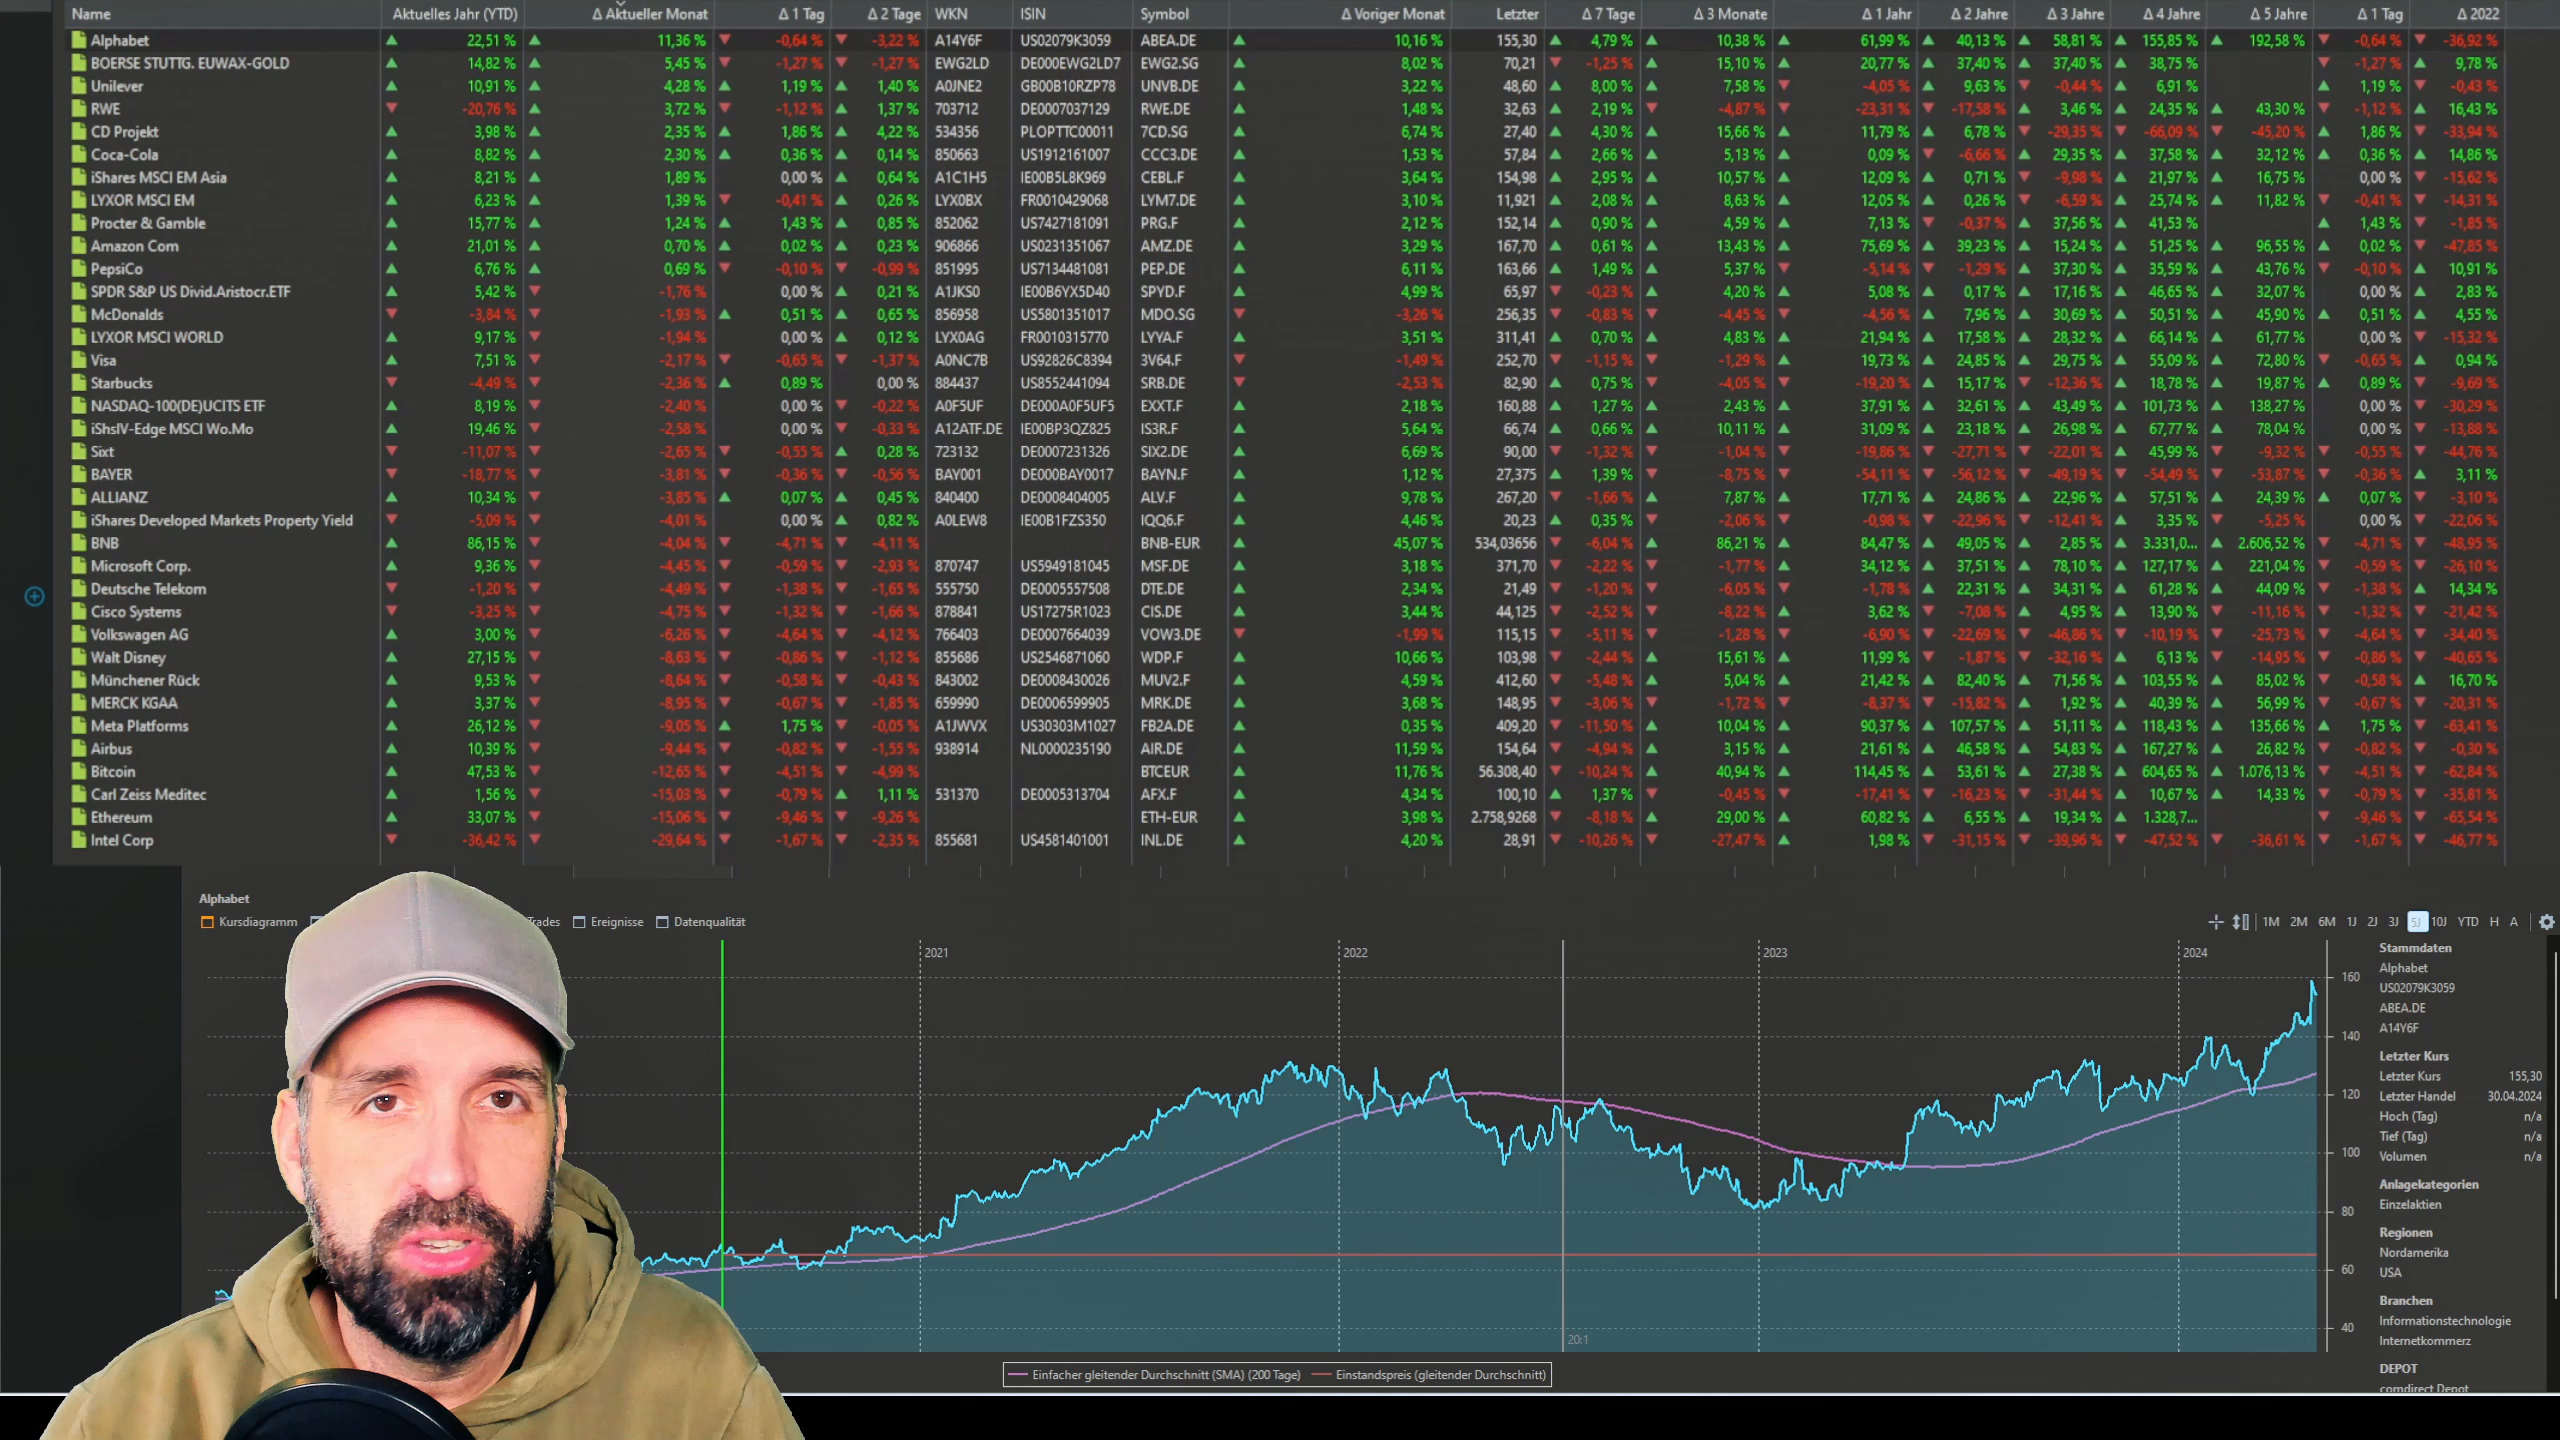 Name Aktuelles Jahr (YTD) Δ Aktueller Monat Δ 1 Tag Δ 2 Tage WKN ISIN Symbol Δ Voriger Monat Letzter Δ 7 Tage Δ 3 Monate Δ 1 Jahr Δ 2 Jahre Δ 3 Jahre Δ 4 Jahre Δ 5 Jahre Δ 1 Tag Δ 2022
Alphabet 22,51 % 11,36 % -0,64 % -3,22 % A14Y6F US02079K3059 ABEA.DE 10,16 % 155,30 4,79 % 10,38 % 61,99 % 40,13 % 58,81 % 155,85 % 192,58 % -0,64 % -36,92 %
BOERSE STUTTG. EUWAX-GOLD 14,82 % 5,45 % -1,27 % -1,27 % EWG2LD DE000EWG2LD7 EWG2.SG 8,02 % 70,21 -1,25 % 15,10 % 20,77 % 37,40 % 37,40 % 38,75 % -1,27 % 9,78 %
Unilever 10,91 % 4,28 % 1,19 % 1,40 % A0JNE2 GB00B10RZP78 UNVB.DE 3,22 % 48,60 8,00 % 7,58 % -4,05 % 9,63 % -0,44 % 6,91 % 1,19 % -0,43 %
RWE -20,76 % 3,72 % -1,12 % 1,37 % 703712 DE0007037129 RWE.DE 1,48 % 32,63 2,19 % -4,87 % -23,31 % -17,58 % 3,46 % 24,35 % 43,30 % -1,12 % 16,43 %
CD Projekt 3,98 % 2,35 % 1,86 % 4,22 % 534356 PLOPTTC00011 7CD.SG 6,74 % 27,40 4,30 % 15,66 % 11,79 % 6,78 % -29,35 % -66,09 % -45,20 % 1,86 % -33,94 %
Coca-Cola 8,82 % 2,30 % 0,36 % 0,14 % 850663 US1912161007 CCC3.DE 1,53 % 57,84 2,66 % 5,13 % 0,09 % -6,66 % 29,35 % 37,58 % 32,12 % 0,36 % 14,86 %
iShares MSCI EM Asia 8,21 % 1,89 % 0,00 % 0,64 % A1C1H5 IE00B5L8K969 CEBL.F 3,64 % 154,98 2,95 % 10,57 % 12,09 % 0,71 % -9,98 % 21,97 % 16,75 % 0,00 % -15,62 %
LYXOR MSCI EM 6,23 % 1,39 % -0,41 % 0,26 % LYX0BX FR0010429068 LYM7.DE 3,10 % 11,921 2,08 % 8,63 % 12,05 % 0,26 % -6,59 % 25,74 % 11,82 % -0,41 % -14,31 %
Procter & Gamble 15,77 % 1,24 % 1,43 % 0,85 % 852062 US7427181091 PRG.F 2,12 % 152,14 0,90 % 4,59 % 7,13 % -0,37 % 37,56 % 41,53 % 1,43 % -1,85 %
Amazon Com 21,01 % 0,70 % 0,02 % 0,23 % 906866 US0231351067 AMZ.DE 3,29 % 167,70 0,61 % 13,43 % 75,69 % 39,23 % 15,24 % 51,25 % 96,55 % 0,02 % -47,85 %
PepsiCo 6,76 % 0,69 % -0,10 % -0,99 % 851995 US7134481081 PEP.DE 6,11 % 163,66 1,49 % 5,37 % -5,14 % -1,29 % 37,30 % 35,59 % 43,76 % -0,10 % 10,91 %
SPDR S&P US Divid.Aristocr.ETF 5,42 % -1,76 % 0,00 % 0,21 % A1JKS0 IE00B6YX5D40 SPYD.F 4,99 % 65,97 -0,23 % 4,20 % 5,08 % 0,17 % 17,16 % 46,65 % 32,07 % 0,00 % 2,83 %
McDonalds -3,84 % -1,93 % 0,51 % 0,65 % 856958 US5801351017 MDO.SG -3,26 % 256,35 -0,83 % -4,45 % -4,56 % 7,96 % 30,69 % 50,51 % 45,90 % 0,51 % 4,55 %
LYXOR MSCI WORLD 9,17 % -1,94 % 0,00 % 0,12 % LYX0AG FR0010315770 LYYA.F 3,51 % 311,41 0,70 % 4,83 % 21,94 % 17,58 % 28,32 % 66,14 % 61,77 % 0,00 % -15,32 %
Visa 7,51 % -2,17 % -0,65 % -1,37 % A0NC7B US92826C8394 3V64.F -1,49 % 252,70 -1,15 % -1,29 % 19,73 % 24,85 % 29,75 % 55,09 % 72,80 % -0,65 % 0,94 %
Starbucks -4,49 % -2,36 % 0,89 % 0,00 % 884437 US8552441094 SRB.DE -2,53 % 82,90 0,75 % -4,05 % -19,20 % 15,17 % -12,36 % 18,78 % 19,87 % 0,89 % -9,69 %
NASDAQ-100(DE)UCITS ETF 8,19 % -2,40 % 0,00 % -0,22 % A0F5UF DE000A0F5UF5 EXXT.F 2,18 % 160,88 1,27 % 2,43 % 37,91 % 32,61 % 43,49 % 101,73 % 138,27 % 0,00 % -30,29 %
iShsIV-Edge MSCI Wo.Mo 19,46 % -2,58 % 0,00 % -0,33 % A12ATF.DE IE00BP3QZ825 IS3R.F 5,64 % 66,74 0,66 % 10,11 % 31,09 % 23,18 % 26,98 % 67,77 % 78,04 % 0,00 % -13,88 %
Sixt -11,07 % -2,65 % -0,55 % 0,28 % 723132 DE0007231326 SIX2.DE 6,69 % 90,00 -1,32 % -1,04 % -19,86 % -27,71 % -22,01 % 45,99 % -9,32 % -0,55 % -44,76 %
BAYER -18,77 % -3,81 % -0,36 % -0,56 % BAY001 DE000BAY0017 BAYN.F 1,12 % 27,375 1,39 % -8,75 % -54,11 % -56,12 % -49,19 % -54,49 % -53,87 % -0,36 % 3,11 %
ALLIANZ 10,34 % -3,85 % 0,07 % 0,45 % 840400 DE0008404005 ALV.F 9,78 % 267,20 -1,66 % 7,87 % 17,71 % 24,86 % 22,96 % 57,51 % 24,39 % 0,07 % -3,10 %
iShares Developed Markets Property Yield -5,09 % -4,01 % 0,00 % 0,82 % A0LEW8 IE00B1FZS350 IQQ6.F 4,46 % 20,23 0,35 % -2,06 % -0,98 % -22,96 % -12,41 % 3,35 % -5,25 % 0,00 % -22,06 %
BNB 86,15 % -4,04 % -4,71 % -4,11 % BNB-EUR 45,07 % 534,03656 -6,04 % 86,21 % 84,47 % 49,05 % 2,85 % 3.331,0... 2.606,52 % -4,71 % -48,95 %
Microsoft Corp. 9,36 % -4,45 % -0,59 % -2,93 % 870747 US5949181045 MSF.DE 3,18 % 371,70 -2,22 % -1,77 % 34,12 % 37,51 % 78,10 % 127,17 % 221,04 % -0,59 % -26,10 %
Deutsche Telekom -1,20 % -4,49 % -1,38 % -1,65 % 555750 DE0005557508 DTE.DE 2,34 % 21,49 -1,20 % -6,05 % -1,78 % 22,31 % 34,31 % 61,28 % 44,09 % -1,38 % 14,34 %
Cisco Systems -3,25 % -4,75 % -1,32 % -1,66 % 878841 US17275R1023 CIS.DE 3,44 % 44,125 -2,52 % -8,22 % 3,62 % -7,08 % 4,95 % 13,90 % -11,16 % -1,32 % -21,42 %
Volkswagen AG 3,00 % -6,26 % -4,64 % -4,12 % 766403 DE0007664039 VOW3.DE -1,99 % 115,15 -5,11 % -1,28 % -6,90 % -22,69 % -46,86 % -10,19 % -25,73 % -4,64 % -34,40 %
Walt Disney 27,15 % -8,63 % -0,86 % -1,12 % 855686 US2546871060 WDP.F 10,66 % 103,98 -2,44 % 15,61 % 11,99 % -1,87 % -32,16 % 6,13 % -14,95 % -0,86 % -40,65 %
Münchener Rück 9,53 % -8,64 % -0,58 % -0,43 % 843002 DE0008430026 MUV2.F 4,59 % 412,60 -5,48 % 5,04 % 21,42 % 82,40 % 71,56 % 103,55 % 85,02 % -0,58 % 16,70 %
MERCK KGAA 3,37 % -8,95 % -0,67 % -1,85 % 659990 DE0006599905 MRK.DE 3,68 % 148,95 -3,06 % -1,72 % -8,37 % -15,82 % 1,92 % 40,39 % 56,99 % -0,67 % -20,31 %
Meta Platforms 26,12 % -9,05 % 1,75 % -0,05 % A1JWVX US30303M1027 FB2A.DE 0,35 % 409,20 -11,50 % 10,04 % 90,37 % 107,57 % 51,11 % 118,43 % 135,66 % 1,75 % -63,41 %
Airbus 10,39 % -9,44 % -0,82 % -1,55 % 938914 NL0000235190 AIR.DE 11,59 % 154,64 -4,94 % 3,15 % 21,61 % 46,58 % 54,83 % 167,27 % 26,82 % -0,82 % -0,30 %
Bitcoin 47,53 % -12,65 % -4,51 % -4,99 % BTCEUR 11,76 % 56.308,40 -10,24 % 40,94 % 114,45 % 53,61 % 27,38 % 604,65 % 1.076,13 % -4,51 % -62,84 %
Carl Zeiss Meditec 1,56 % -15,03 % -0,79 % 1,11 % 531370 DE0005313704 AFX.F 4,34 % 100,10 1,37 % -0,45 % -17,41 % -16,23 % -31,44 % 10,67 % 14,33 % -0,79 % -35,81 %
Ethereum 33,07 % -15,06 % -9,46 % -9,26 % ETH-EUR 3,98 % 2.758,9268 -8,18 % 29,00 % 60,82 % 6,55 % 19,34 % 1.328,7... -9,46 % -65,54 %
Intel Corp -36,42 % -29,64 % -1,67 % -2,35 % 855681 US4581401001 INL.DE 4,20 % 28,91 -10,26 % -27,47 % 1,98 % -31,15 % -39,96 % -47,52 % -36,61 % -1,67 % -46,77 %
Alphabet
Kursdiagramm Trades Ereignisse Datenqualität 1M 2M 6M 1J 2J 3J 5J 10J YTD H A
2021 2022 2023 2024
160
140
120
100
80
60
40
20:1
Einfacher gleitender Durchschnitt (SMA) (200 Tage) Einstandspreis (gleitender Durchschnitt)
Stammdaten
Alphabet
US02079K3059
ABEA.DE
A14Y6F
Letzter Kurs
Letzter Kurs 155,30
Letzter Handel 30.04.2024
Hoch (Tag) n/a
Tief (Tag) n/a
Volumen n/a
Anlagekategorien
Einzelaktien
Regionen
Nordamerika
USA
Branchen
Informationstechnologie
Internetkommerz
DEPOT
comdirect Depot